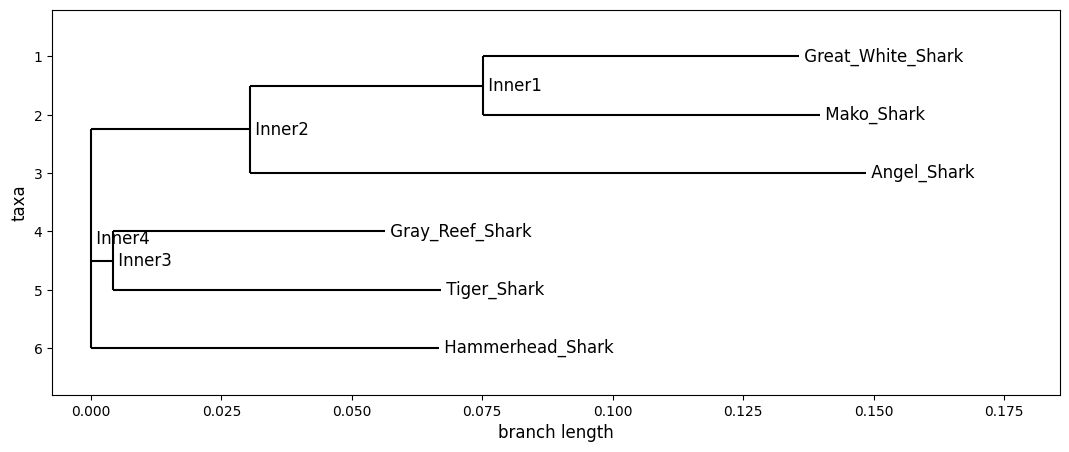 1
Great_White_Shark
Inner1
2
Mako_Shark
Inner2
3
Angel_Shark
taxa
4
Gray_Reef_Shark
Inner4
Inner3
5
Tiger_Shark
6
Hammerhead_Shark
0.000 0.025 0.050 0.075 0.100 0.125 0.150 0.175
branch length